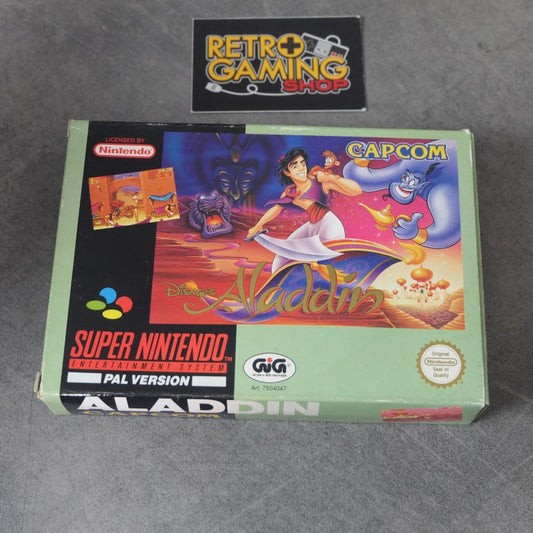 RETRO
GAMING
SHOP
LICENSED BY
Nintendo
CAPCOM
Disney's
Aladdin
SUPER NINTENDO
ENTERTAINMENT SYSTEM
PAL VERSION
GiG
Art. 7504047
Original
Nintendo
Seal of
Quality
ALADDIN